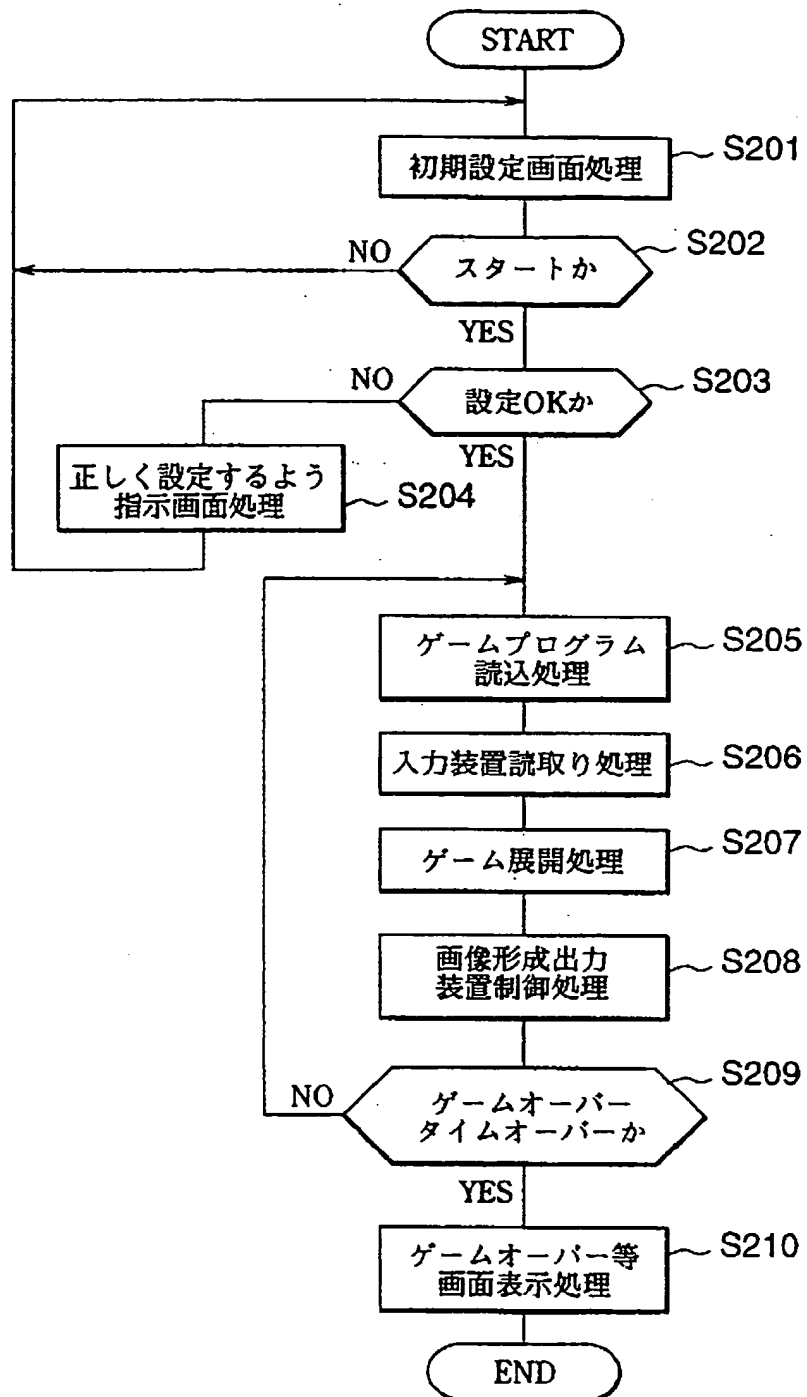 START
初期設定画面処理
S201
スタートか
S202
NO
YES
設定OKか
S203
NO
YES
正しく設定するよう
指示画面処理
S204
ゲームプログラム
読込処理
S205
入力装置読取り処理
S206
ゲーム展開処理
S207
画像形成出力
装置制御処理
S208
ゲームオーバー
タイムオーバーか
S209
NO
YES
ゲームオーバー等
画面表示処理
S210
END